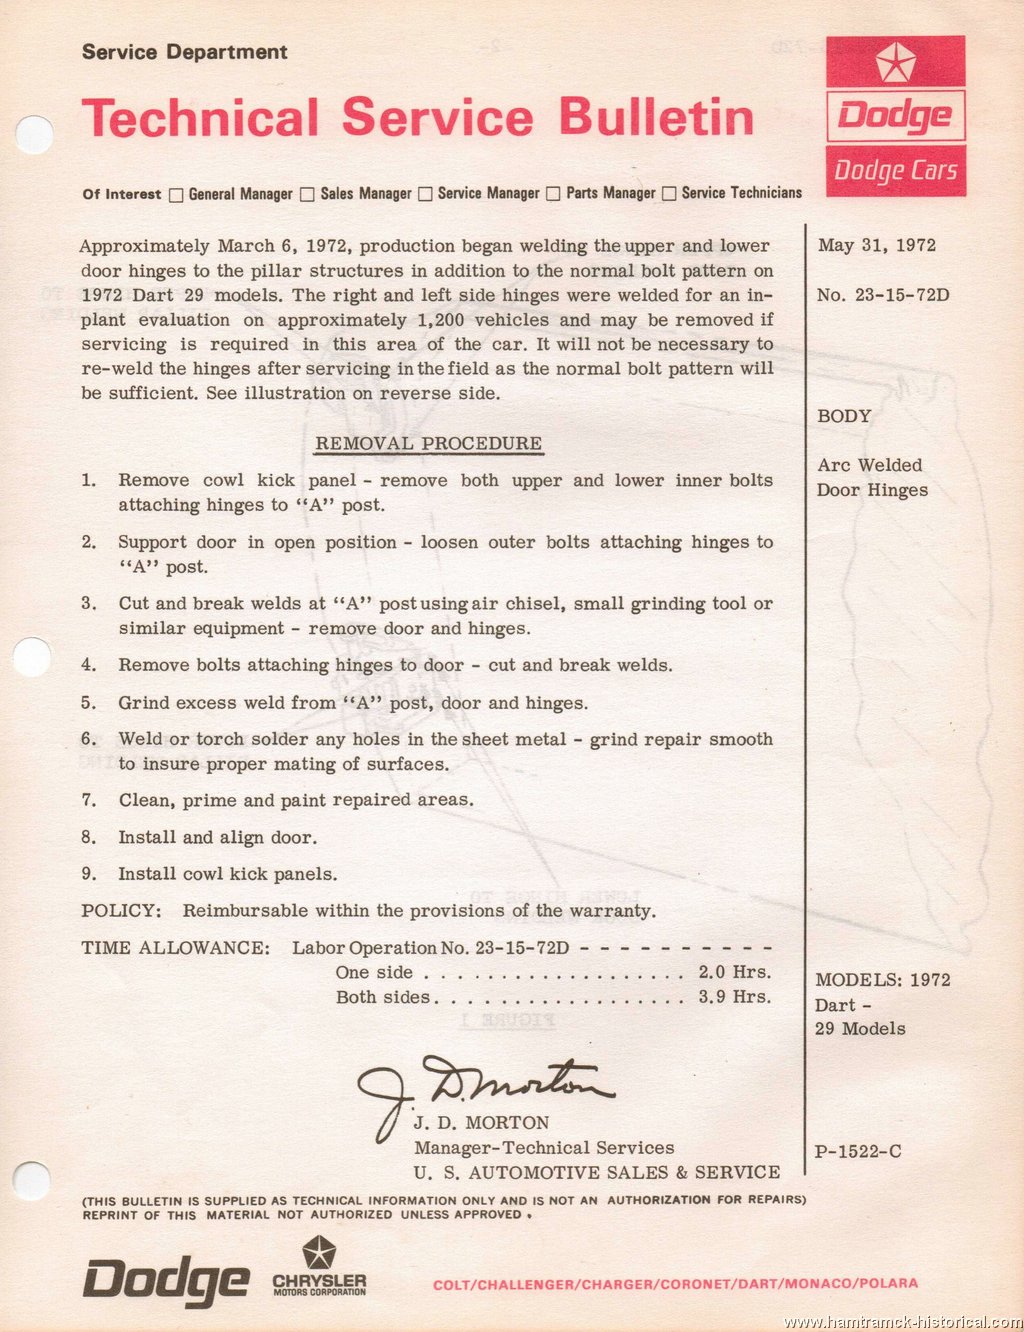 Service Department
Technical Service Bulletin
Dodge
Dodge Cars
Of Interest □ General Manager □ Sales Manager □ Service Manager □ Parts Manager □ Service Technicians
Approximately March 6, 1972, production began welding the upper and lower
door hinges to the pillar structures in addition to the normal bolt pattern on
1972 Dart 29 models. The right and left side hinges were welded for an in-
plant evaluation on approximately 1,200 vehicles and may be removed if
servicing is required in this area of the car. It will not be necessary to
re-weld the hinges after servicing in the field as the normal bolt pattern will
be sufficient. See illustration on reverse side.
REMOVAL PROCEDURE
1. Remove cowl kick panel - remove both upper and lower inner bolts
attaching hinges to "A" post.
2. Support door in open position - loosen outer bolts attaching hinges to
"A" post.
3. Cut and break welds at "A" post using air chisel, small grinding tool or
similar equipment - remove door and hinges.
4. Remove bolts attaching hinges to door - cut and break welds.
5. Grind excess weld from "A" post, door and hinges.
6. Weld or torch solder any holes in the sheet metal - grind repair smooth
to insure proper mating of surfaces.
7. Clean, prime and paint repaired areas.
8. Install and align door.
9. Install cowl kick panels.
POLICY: Reimbursable within the provisions of the warranty.
TIME ALLOWANCE: Labor Operation No. 23-15-72D - - - - - - - - - -
One side . . . . . . . . . . . . . . . . . . . 2.0 Hrs.
Both sides. . . . . . . . . . . . . . . . . . 3.9 Hrs.
J. D. Morton
J. D. MORTON
Manager-Technical Services
U. S. AUTOMOTIVE SALES & SERVICE
May 31, 1972
No. 23-15-72D
BODY
Arc Welded
Door Hinges
MODELS: 1972
Dart -
29 Models
P-1522-C
(THIS BULLETIN IS SUPPLIED AS TECHNICAL INFORMATION ONLY AND IS NOT AN AUTHORIZATION FOR REPAIRS)
REPRINT OF THIS MATERIAL NOT AUTHORIZED UNLESS APPROVED.
Dodge
CHRYSLER
MOTORS CORPORATION
COLT/CHALLENGER/CHARGER/CORONET/DART/MONACO/POLARA
www.hamtramck-historical.com